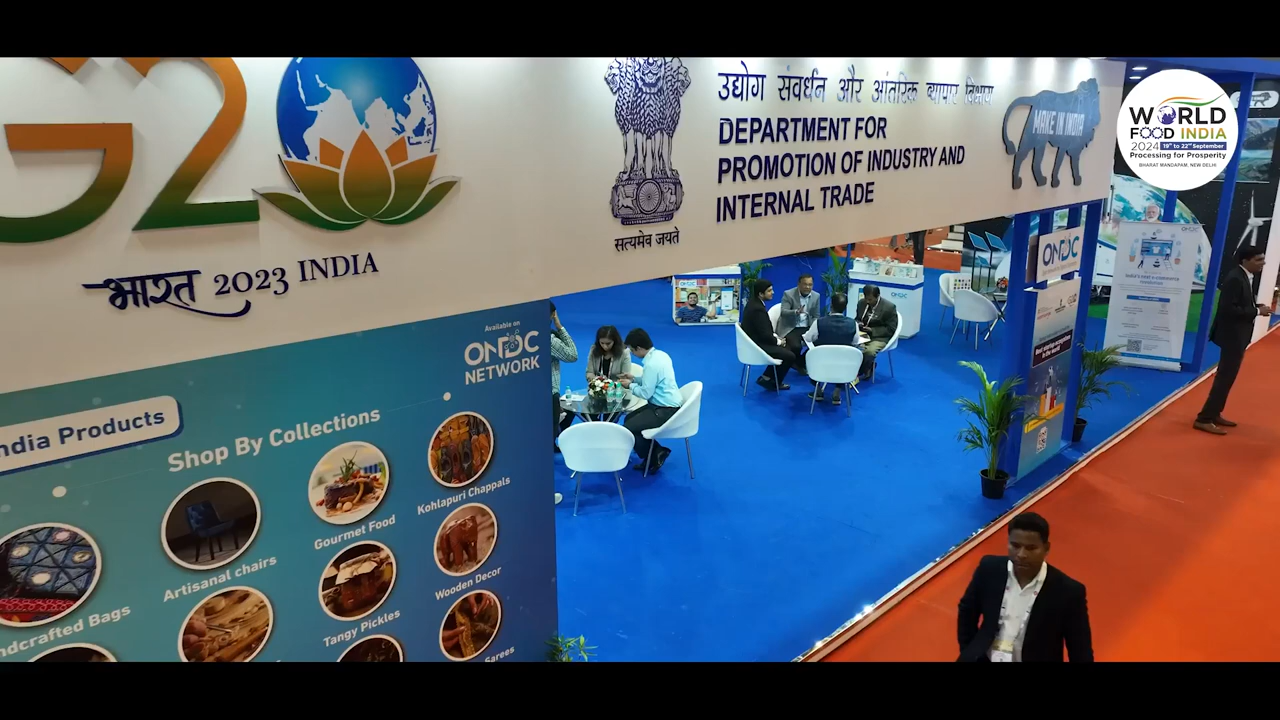 G20
भारत 2023 INDIA
सत्यमेव जयते
उद्योग संवर्धन और आंतरिक व्यापार विभाग
DEPARTMENT FOR
PROMOTION OF INDUSTRY AND
INTERNAL TRADE
MAKE IN INDIA
WORLD
FOOD INDIA
2024 19th to 22nd September
Processing for Prosperity
BHARAT MANDAPAM, NEW DELHI
Available on
ONDC
NETWORK
ndia Products
Shop By Collections
ndcrafted Bags
Artisanal chairs
Gourmet Food
Tangy Pickles
Kohlapuri Chappals
Wooden Decor
Sarees
ONDC
ONDC
ONDC